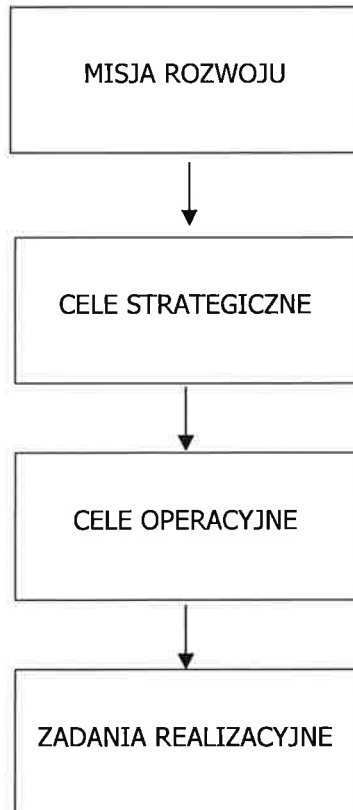 MISJA ROZWOJU
CELE STRATEGICZNE
CELE OPERACYJNE
ZADANIA REALIZACYJNE